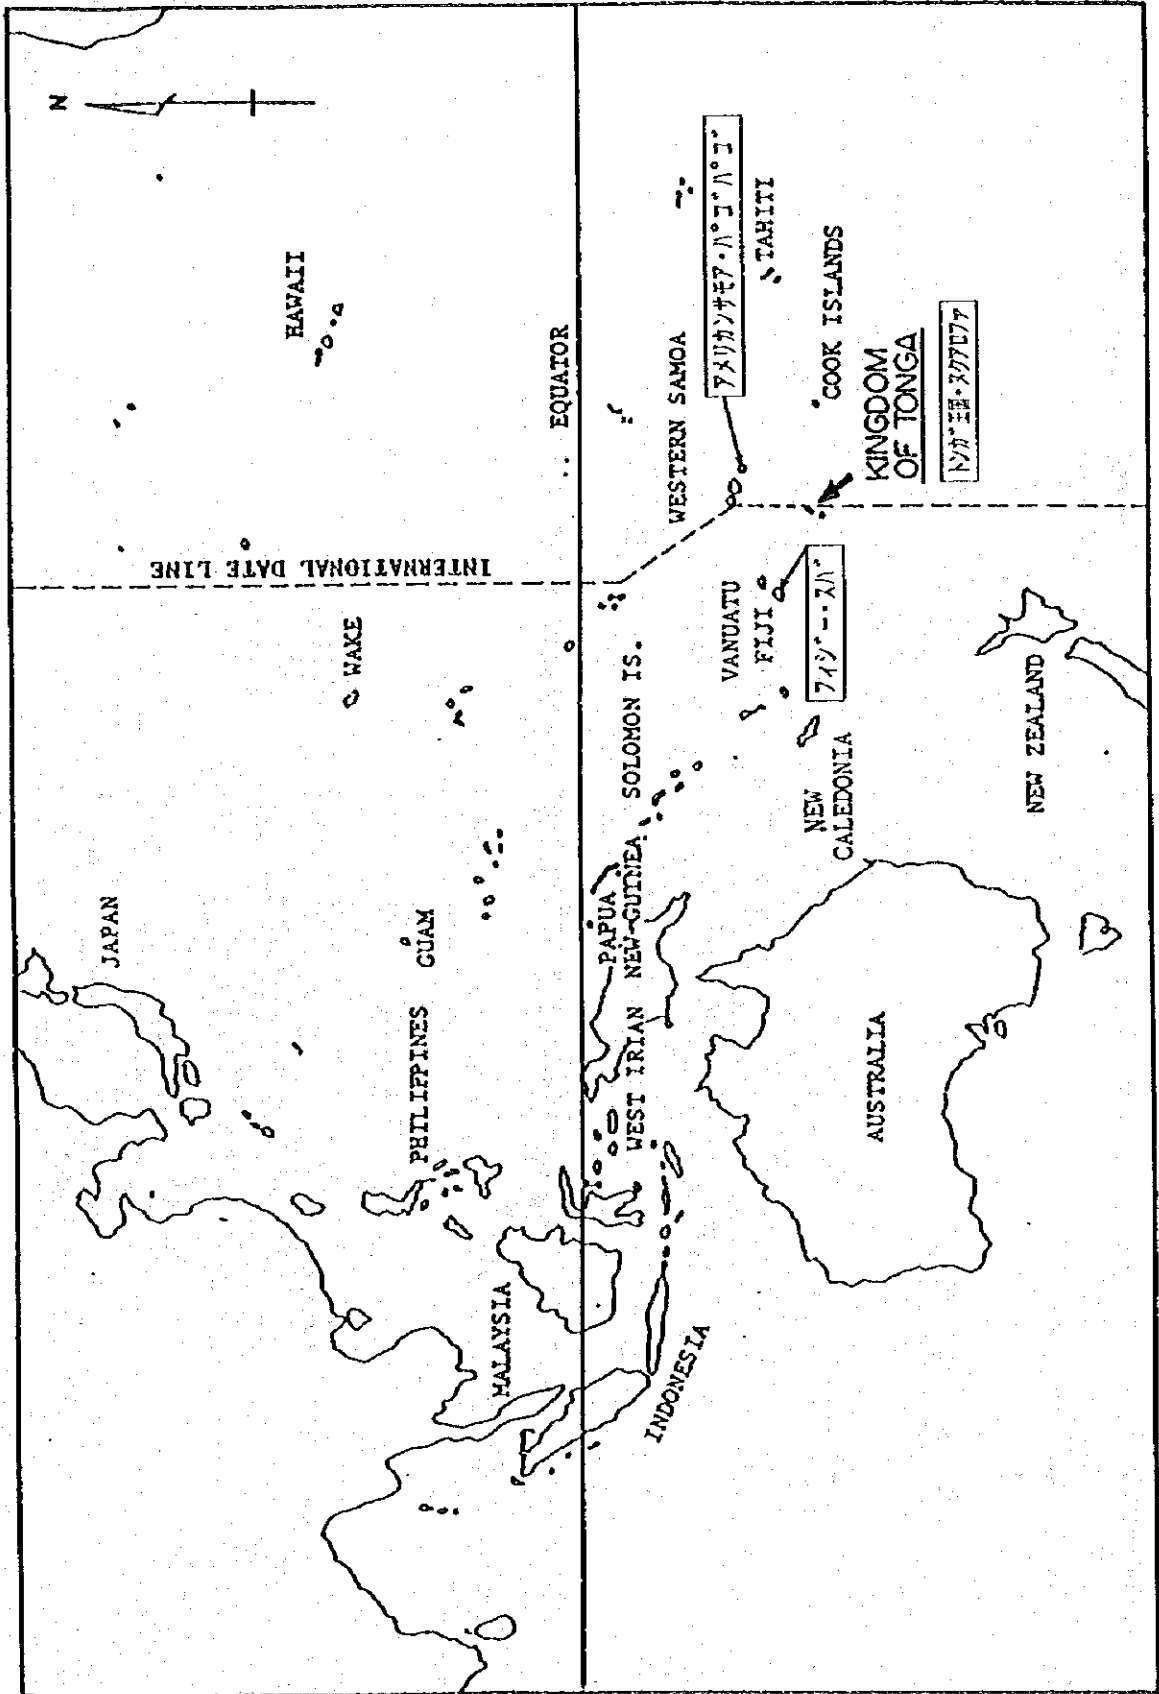 N
JAPAN
HAWAII
WAKE
INTERNATIONAL DATE LINE
GUAM
PHILIPPINES
MALAYSIA
EQUATOR
PAPUA
WEST IRIAN NEW-GUINEA
SOLOMON IS.
WESTERN SAMOA
アメリカンサモア・パゴパゴ
TAHITI
INDONESIA
VANUATU
FIJI
フィジー・スバ
COOK ISLANDS
KINGDOM
OF TONGA
トンガ王国・ヌクアロファ
NEW
CALEDONIA
AUSTRALIA
NEW ZEALAND